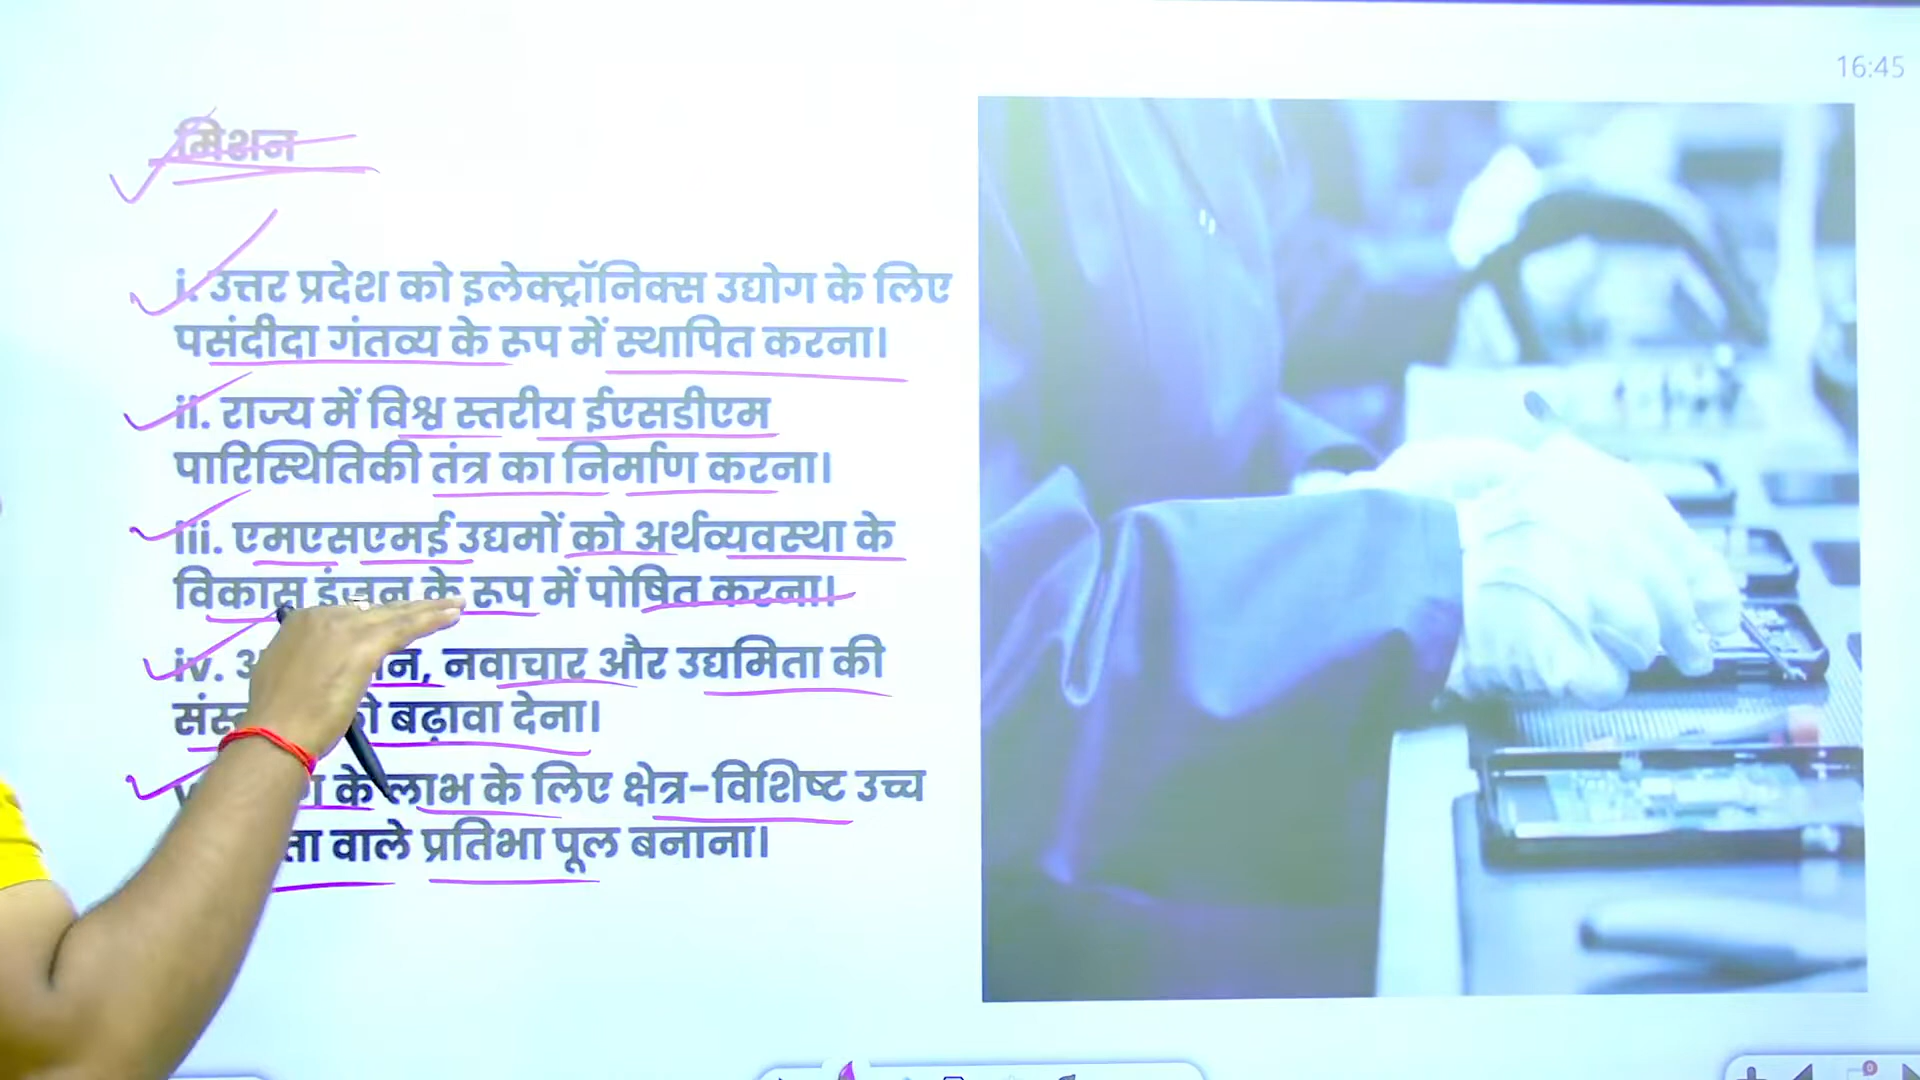 16:45
मिशन
i. उत्तर प्रदेश को इलेक्ट्रॉनिक्स उद्योग के लिए
पसंदीदा गंतव्य के रूप में स्थापित करना।
ii. राज्य में विश्व स्तरीय ईएसडीएम
पारिस्थितिकी तंत्र का निर्माण करना।
iii. एमएसएमई उद्यमों को अर्थव्यवस्था के
विकास इंजन के रूप में पोषित करना।
iv. नवाचार और उद्यमिता की
बढ़ावा देना।
के लाभ के लिए क्षेत्र-विशिष्ट उच्च
वाले प्रतिभा पूल बनाना।